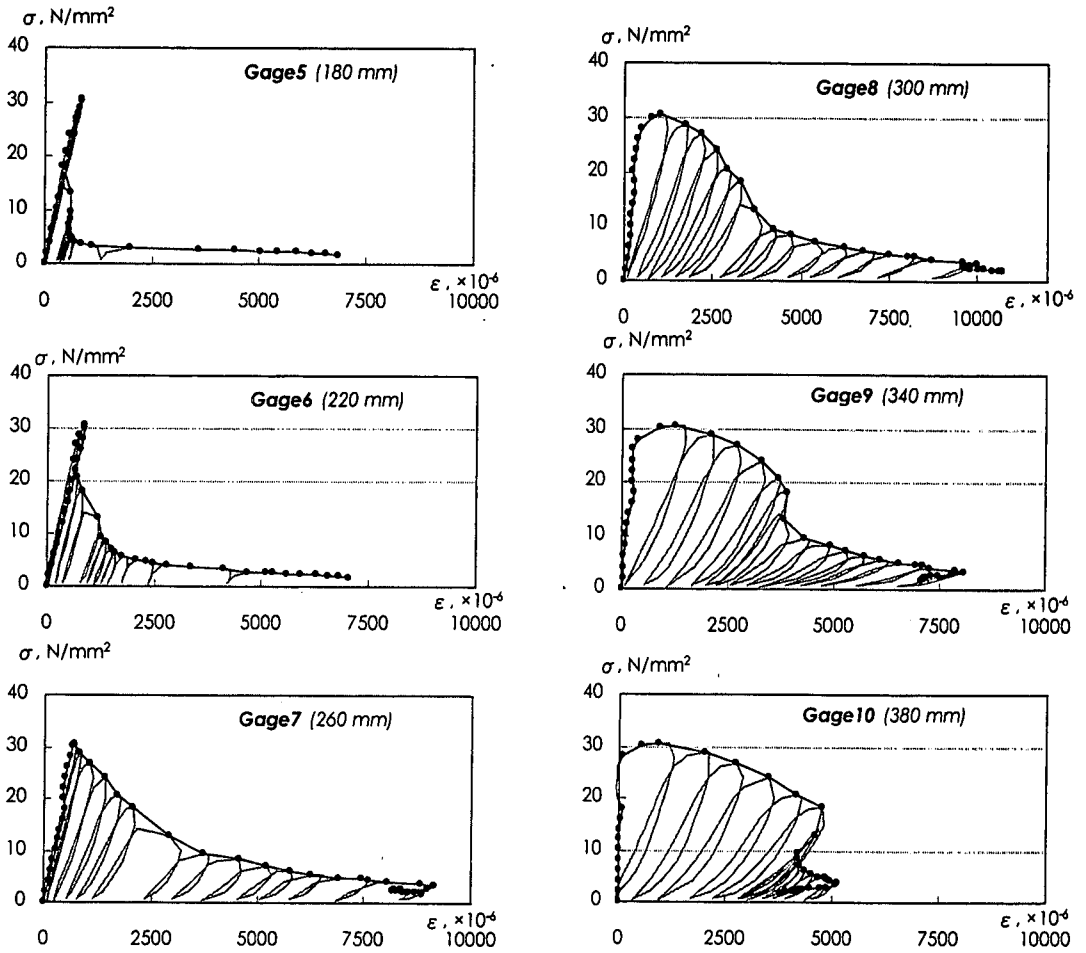 σ, N/mm²
40
Gage5 (180 mm)
30
20
10
0
ε, ×10⁻⁶
0 2500 5000 7500 10000
σ, N/mm²
40
Gage6 (220 mm)
30
20
10
0
ε, ×10⁻⁶
0 2500 5000 7500 10000
σ, N/mm²
40
Gage7 (260 mm)
30
20
10
0
ε, ×10⁻⁶
0 2500 5000 7500 10000
σ, N/mm²
40
Gage8 (300 mm)
30
20
10
0
0 2500 5000 7500 10000 ε, ×10⁻⁶
σ, N/mm²
40
Gage9 (340 mm)
30
20
10
0
ε, ×10⁻⁶
0 2500 5000 7500 10000
σ, N/mm²
40
Gage10 (380 mm)
30
20
10
0
ε, ×10⁻⁶
0 2500 5000 7500 10000